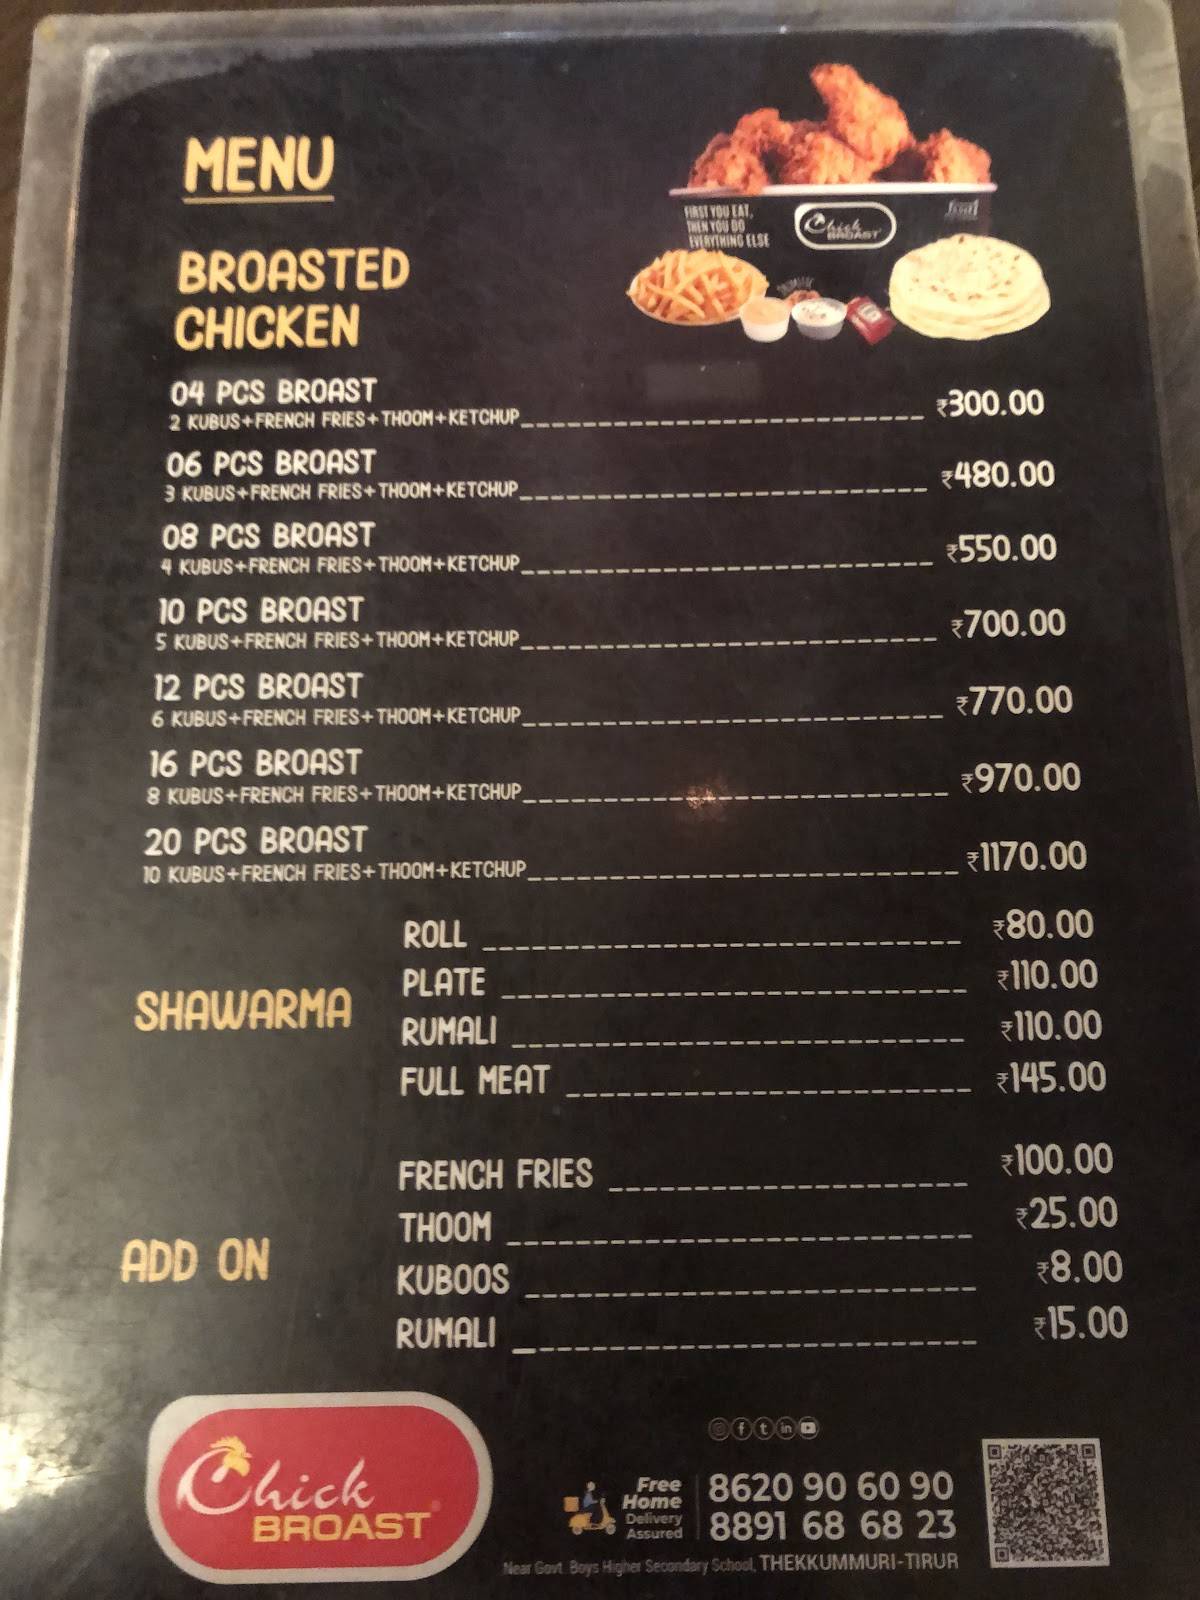 MENU
FIRST YOU EAT,
THEN YOU DO
EVERYTHING ELSE
Chick
BROAST
BROASTED
CHICKEN
04 PCS BROAST
2 KUBUS+FRENCH FRIES+THOOM+KETCHUP ₹300.00
06 PCS BROAST
3 KUBUS+FRENCH FRIES+THOOM+KETCHUP ₹480.00
08 PCS BROAST
4 KUBUS+FRENCH FRIES+THOOM+KETCHUP ₹550.00
10 PCS BROAST
5 KUBUS+FRENCH FRIES+THOOM+KETCHUP ₹700.00
12 PCS BROAST
6 KUBUS+FRENCH FRIES+THOOM+KETCHUP ₹770.00
16 PCS BROAST
8 KUBUS+FRENCH FRIES+THOOM+KETCHUP ₹970.00
20 PCS BROAST
10 KUBUS+FRENCH FRIES+THOOM+KETCHUP ₹1170.00
SHAWARMA
ROLL ₹80.00
PLATE ₹110.00
RUMALI ₹110.00
FULL MEAT ₹145.00
ADD ON
FRENCH FRIES ₹100.00
THOOM ₹25.00
KUBOOS ₹8.00
RUMALI ₹15.00
Chick
BROAST®
Free
Home
Delivery
Assured
8620 90 60 90
8891 68 68 23
Near Govt. Boys Higher Secondary School, THEKKUMMURI-TIRUR